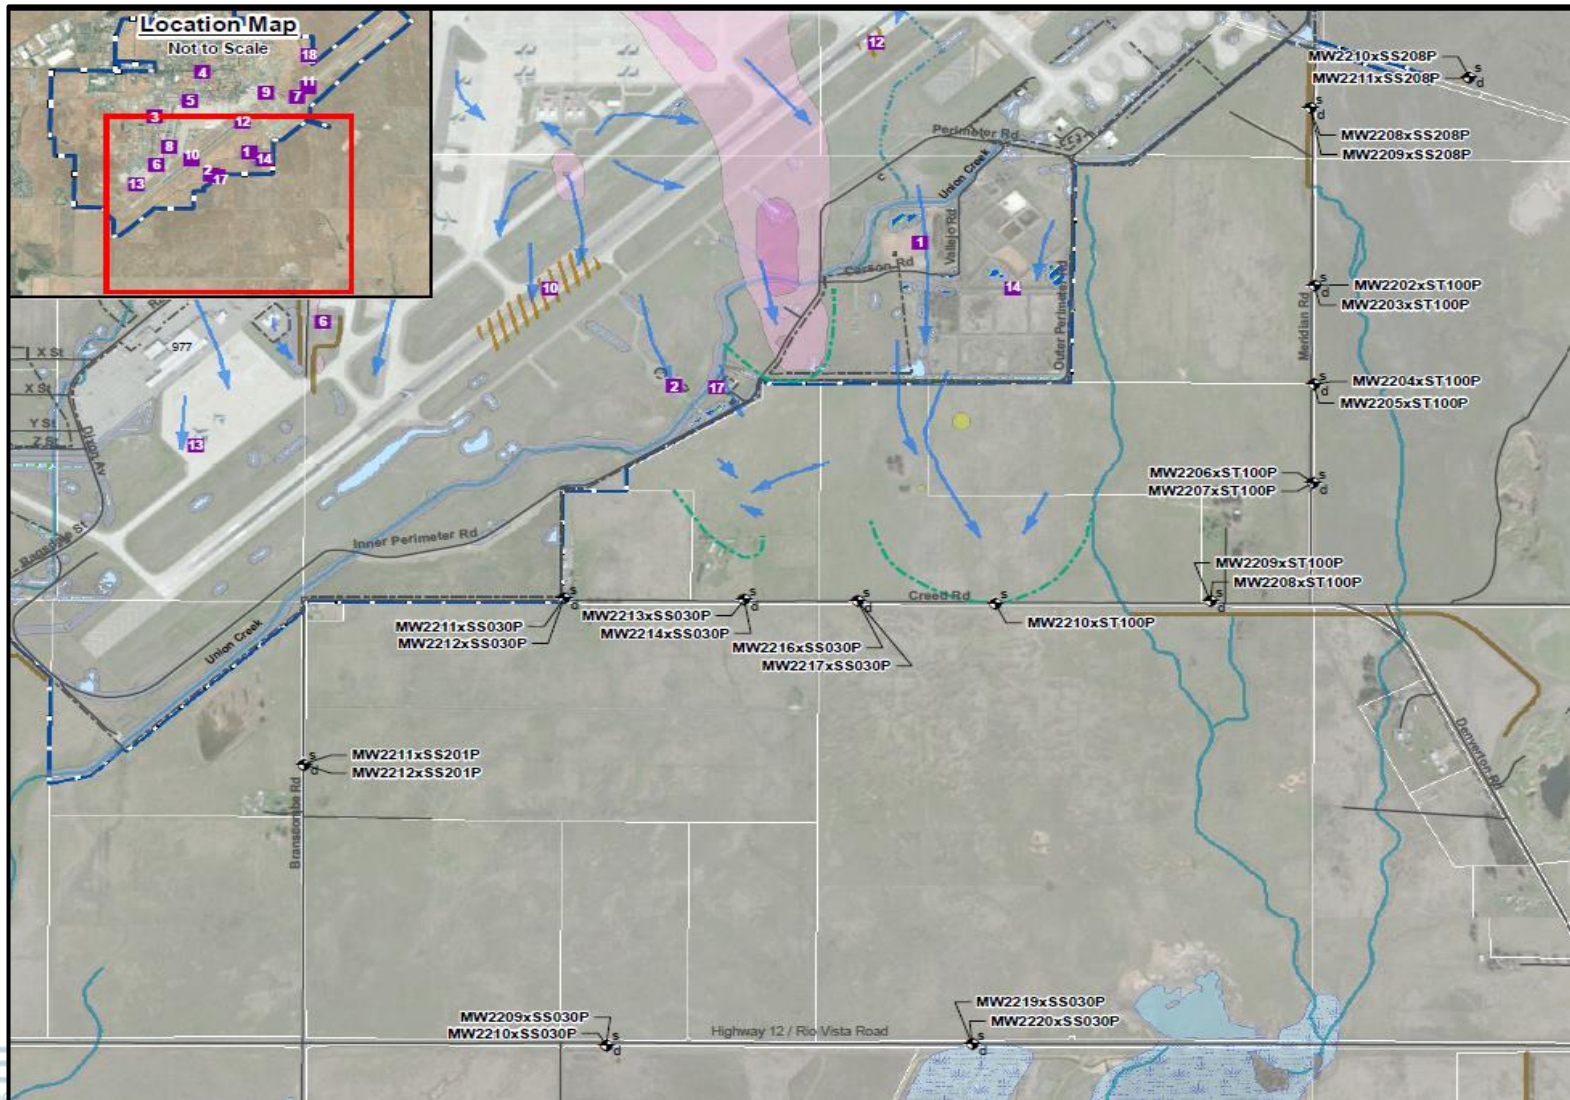 Location Map
Not to Scale
18
4
11
9
7
5
3
12
8
10
1
14
6
2
17
13
12
MW2210xSS208P
s
MW2211xSS208P
d
s
d
MW2208xSS208P
MW2209xSS208P
Perimeter Rd
Union Creek
C
Vallejo Rd
1
Carson Rd
14
Outer Perimeter Rd
10
6
977
X St
X St
Y St
Z St
Dixon Av
13
2
17
Meridian Rd
s
MW2202xST100P
d
MW2203xST100P
s
MW2204xST100P
d
MW2205xST100P
MW2206xST100P
s
MW2207xST100P
d
Ragsdale St
Inner Perimeter Rd
MW2209xST100P
MW2208xST100P
s
d
Creed Rd
s
d
MW2211xSS030P
MW2212xSS030P
s
d
MW2213xSS030P
MW2214xSS030P
s
d
MW2216xSS030P
MW2217xSS030P
s
MW2210xST100P
Union Creek
s
MW2211xSS201P
d
MW2212xSS201P
Branscombe Rd
Denverton Rd
MW2209xSS030P
MW2210xSS030P
s
d
Highway 12 / Rio Vista Road
MW2219xSS030P
MW2220xSS030P
s
d